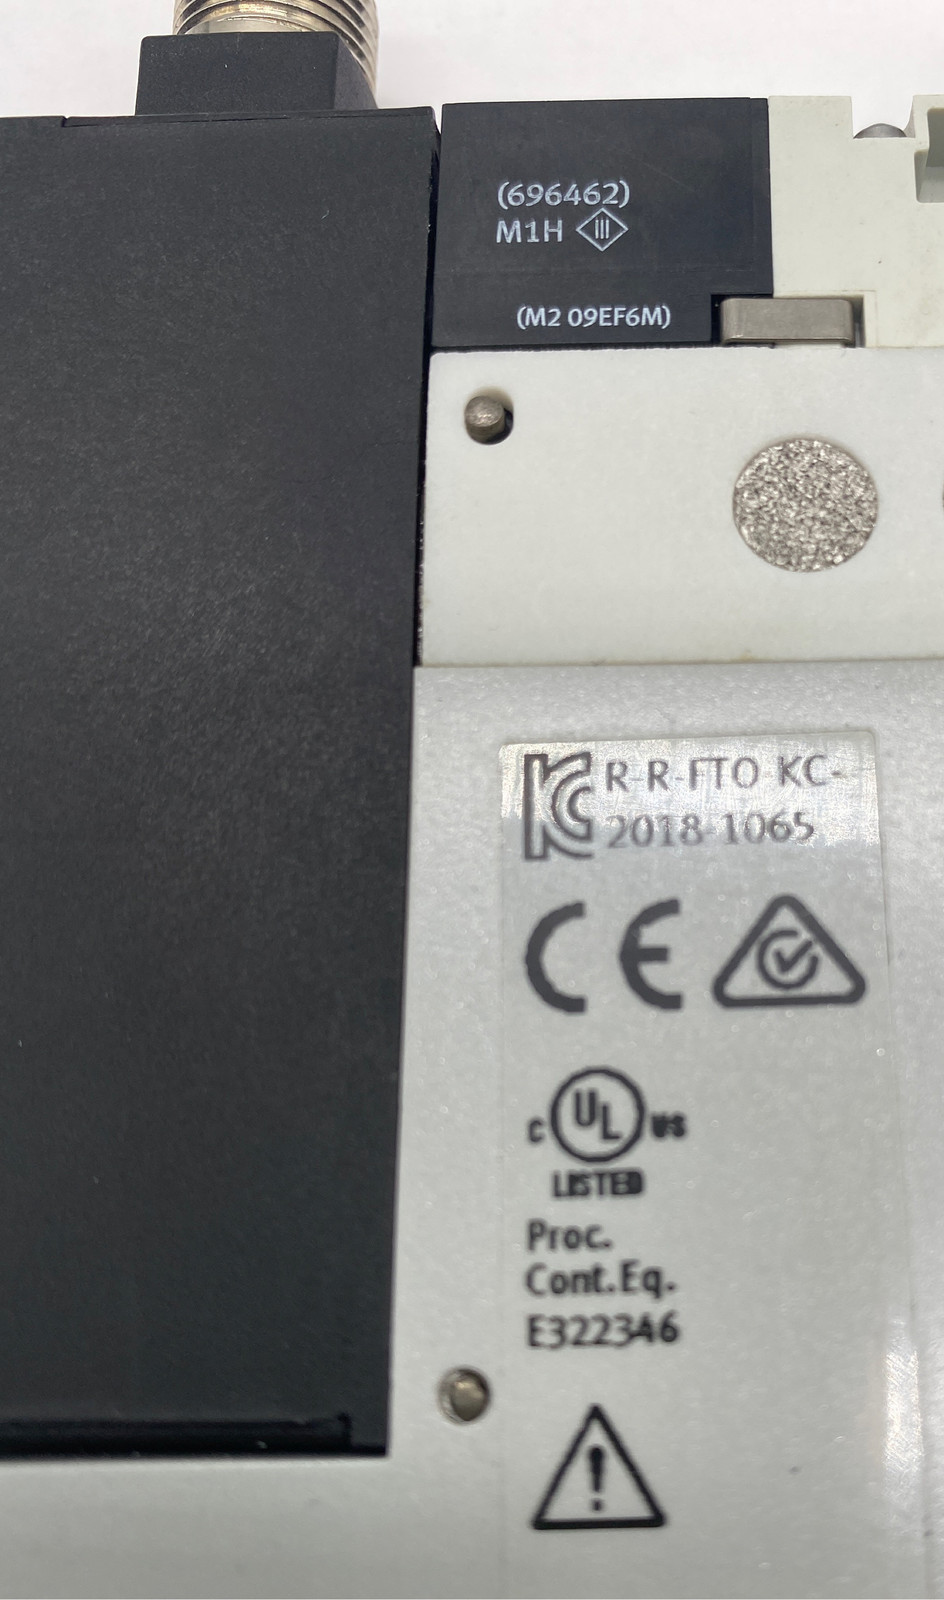 (696462)
M1H
(M2 09EF6M)
R-R-FTO-KC-
2018-1065
CE
C UL US
LISTED
Proc.
Cont.Eq.
E322346